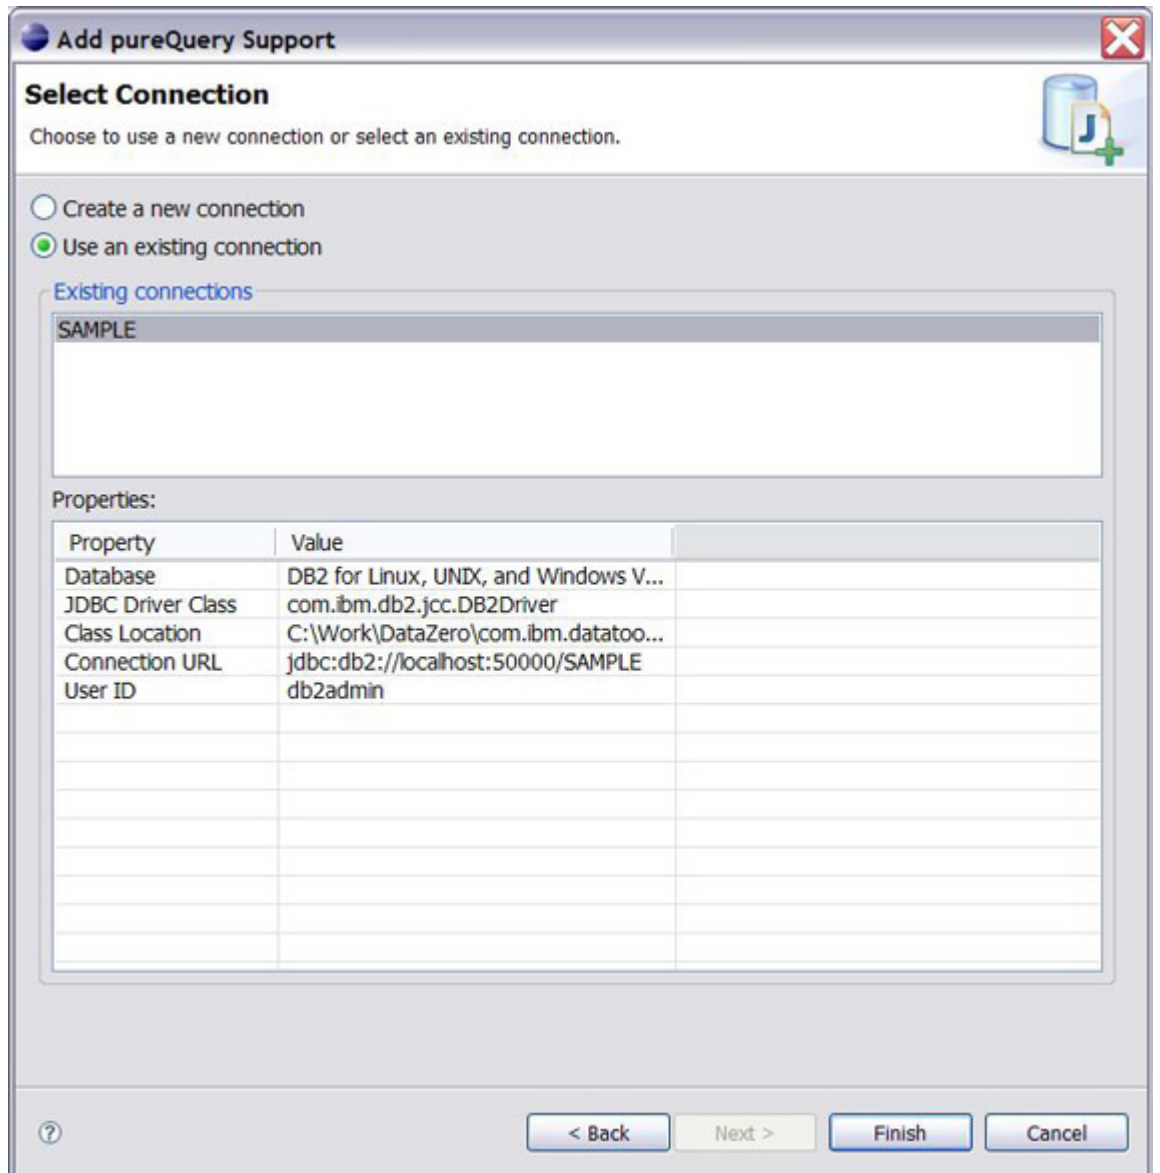 Add pureQuery Support
Select Connection
Choose to use a new connection or select an existing connection.
J
Create a new connection
Use an existing connection
Existing connections
SAMPLE
Properties:
Property Value
Database DB2 for Linux, UNIX, and Windows V...
JDBC Driver Class com.ibm.db2.jcc.DB2Driver
Class Location C:\Work\DataZero\com.ibm.datatoo...
Connection URL jdbc:db2://localhost:50000/SAMPLE
User ID db2admin
? < Back Next > Finish Cancel